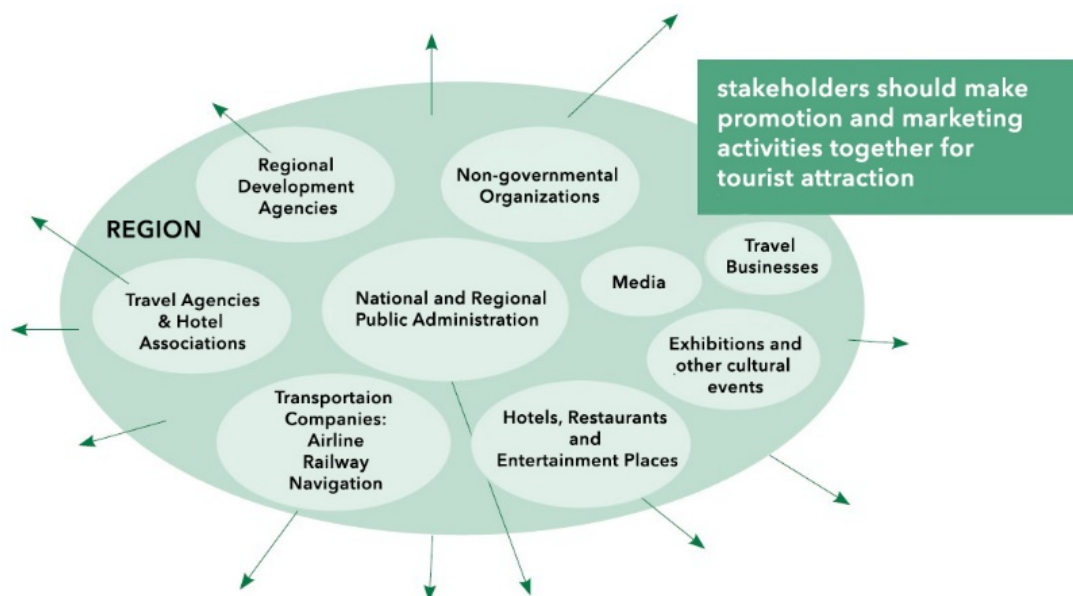 stakeholders should make
promotion and marketing
activities together for
tourist attraction
Regional
Development
Agencies
Non-governmental
Organizations
REGION
Travel
Businesses
Media
Travel Agencies
& Hotel
Associations
National and Regional
Public Administration
Exhibitions and
other cultural
events
Transportaion
Companies:
Airline
Railway
Navigation
Hotels, Restaurants
and
Entertainment Places